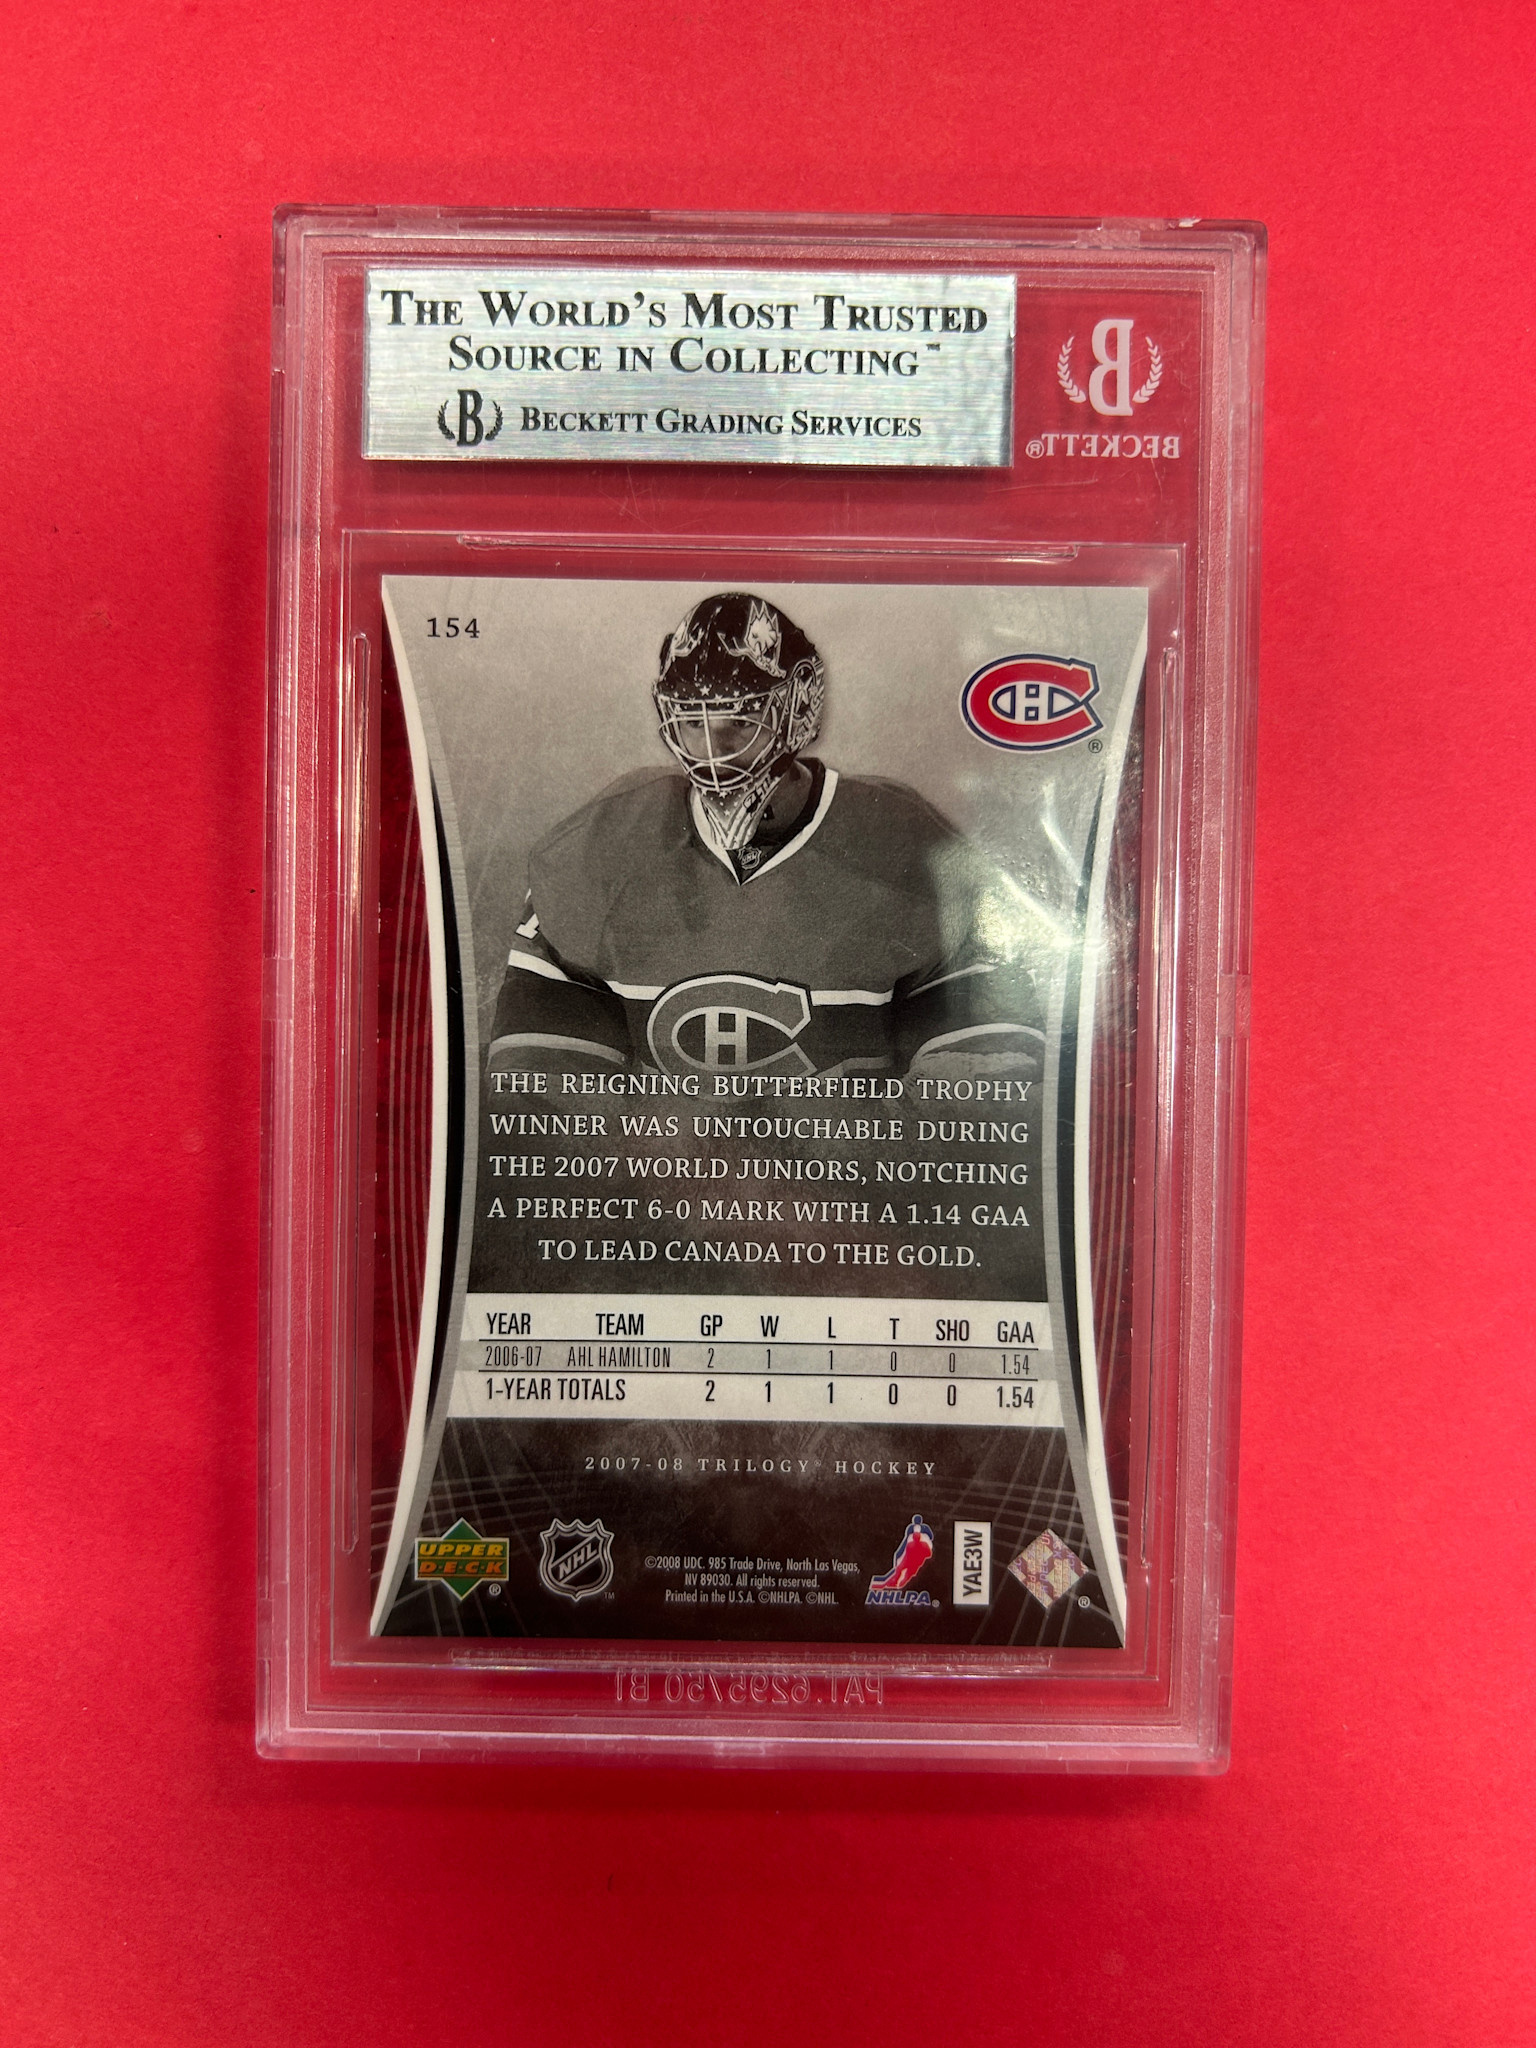 THE WORLD'S MOST TRUSTED
SOURCE IN COLLECTING™
B BECKETT GRADING SERVICES
B
BECKETT®
154
®
THE REIGNING BUTTERFIELD TROPHY
WINNER WAS UNTOUCHABLE DURING
THE 2007 WORLD JUNIORS, NOTCHING
A PERFECT 6-0 MARK WITH A 1.14 GAA
TO LEAD CANADA TO THE GOLD.
YEAR TEAM GP W L T SHO GAA
2006-07 AHL HAMILTON 2 1 1 0 0 1.54
1-YEAR TOTALS 2 1 1 0 0 1.54
2007-08 TRILOGY® HOCKEY
UPPER
DECK
®
NHL
™
©2008 UDC. 985 Trade Drive, North Las Vegas,
NV 89030. All rights reserved.
Printed in the U.S.A. ©NHLPA. ©NHL.
NHLPA®
YAE3W
®
PAT.6295750 B1